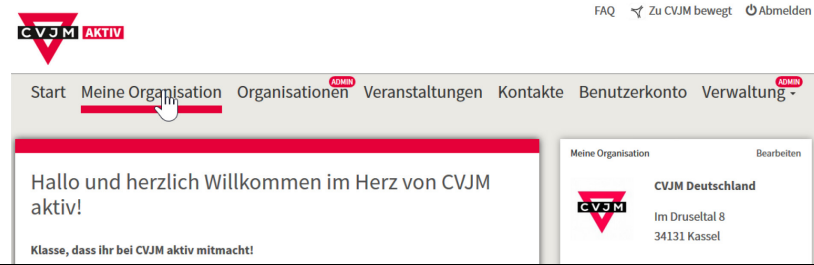 FAQ Zu CVJM bewegt Abmelden
CVJM AKTIV
ADMIN ADMIN
Start Meine Organisation Organisationen Veranstaltungen Kontakte Benutzerkonto Verwaltung
Meine Organisation Bearbeiten
Hallo und herzlich Willkommen im Herz von CVJM
aktiv!
Klasse, dass ihr bei CVJM aktiv mitmacht!
CVJM
CVJM Deutschland
Im Druseltal 8
34131 Kassel